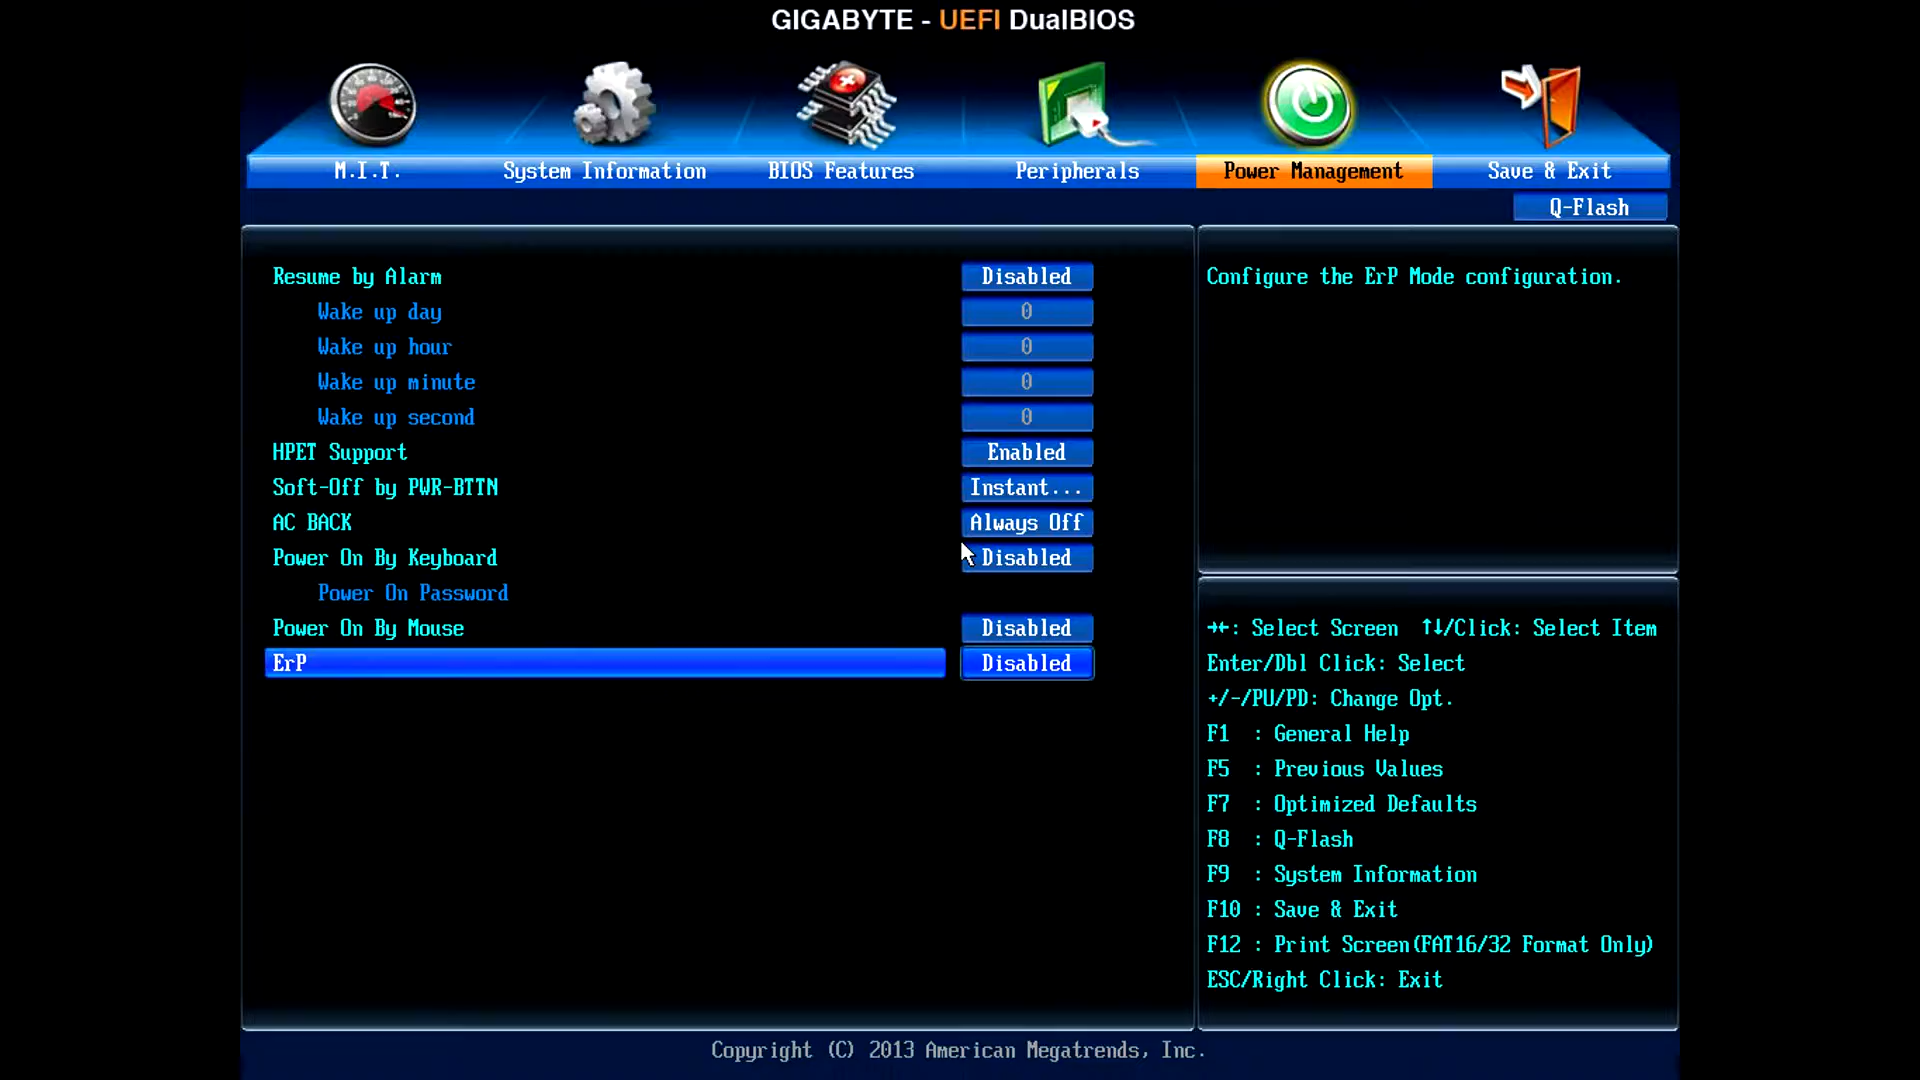 GIGABYTE - UEFI DualBIOS
M.I.T. System Information BIOS Features Peripherals Power Management Save & Exit
Q-Flash
Resume by Alarm Disabled
Wake up day 0
Wake up hour 0
Wake up minute 0
Wake up second 0
HPET Support Enabled
Soft-Off by PWR-BTTN Instant...
AC BACK Always Off
Power On By Keyboard Disabled
Power On Password
Power On By Mouse Disabled
ErP Disabled
Configure the ErP Mode configuration.
→←: Select Screen ↑↓/Click: Select Item
Enter/Dbl Click: Select
+/-/PU/PD: Change Opt.
F1 : General Help
F5 : Previous Values
F7 : Optimized Defaults
F8 : Q-Flash
F9 : System Information
F10 : Save & Exit
F12 : Print Screen(FAT16/32 Format Only)
ESC/Right Click: Exit
Copyright (C) 2013 American Megatrends, Inc.